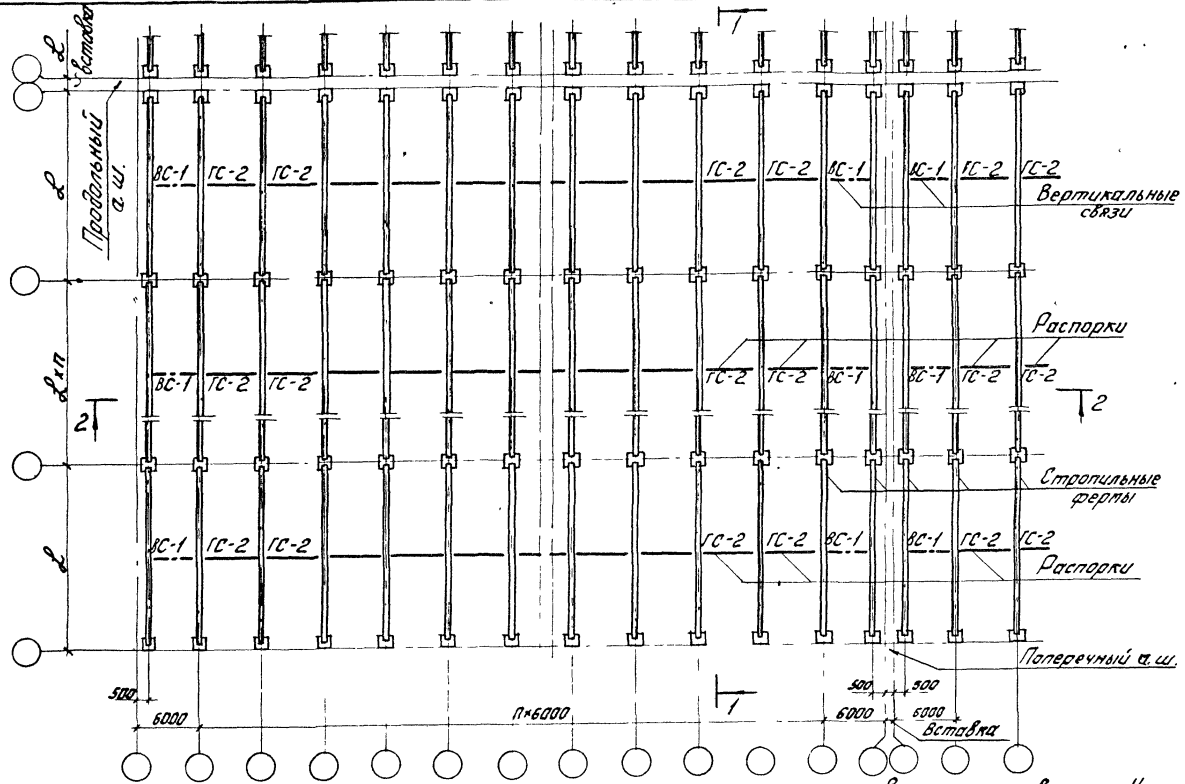 1
L
вставка
L
Продольный
а.ш.
ВС-1 ГС-2 ГС-2 ГС-2 ГС-2 ВС-1 ВС-1 ГС-2 ГС-2
Вертикальные
связи
L×п
Распорки
ВС-1 ГС-2 ГС-2 ГС-2 ГС-2 ВС-1 ВС-1 ГС-2 ГС-2
2
2
Стропильные
фермы
L
ВС-1 ГС-2 ГС-2 ГС-2 ГС-2 ВС-1 ВС-1 ГС-2 ГС-2
Распорки
Поперечный а.ш.
500 1 500 500
6000 п×6000 6000 6000
Вставка